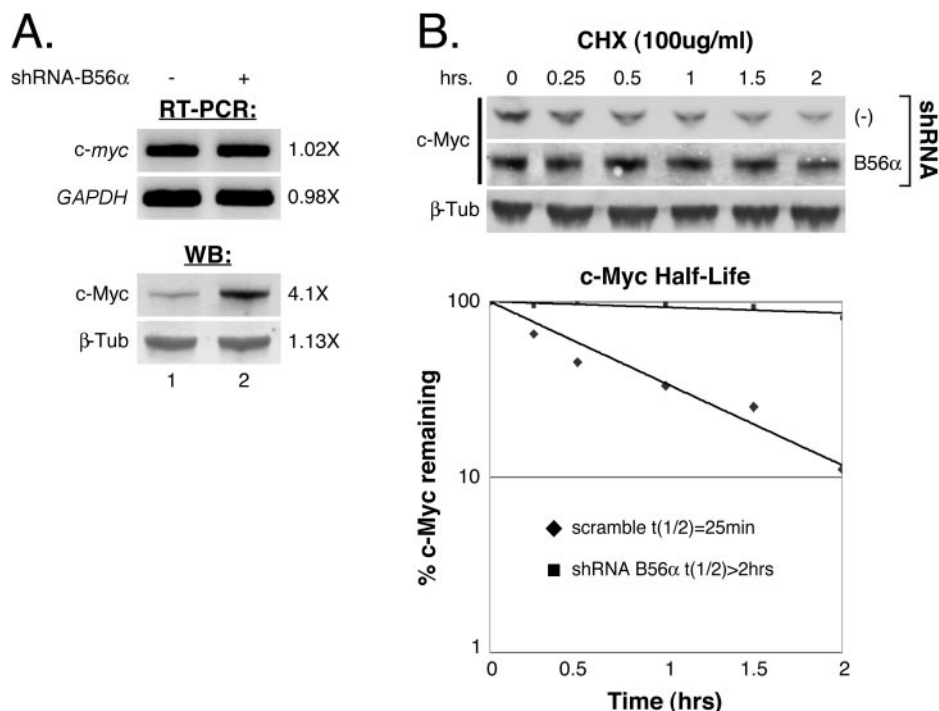 A.
shRNA-B56α - +
RT-PCR:
c-myc 1.02X
GAPDH 0.98X
WB:
c-Myc 4.1X
β-Tub 1.13X
1 2
B.
CHX (100ug/ml)
hrs. 0 0.25 0.5 1 1.5 2
c-Myc
(-)
B56α
shRNA
β-Tub
c-Myc Half-Life
100
10
1
% c-Myc remaining
scramble t(1/2)=25min
shRNA B56α t(1/2)>2hrs
0 0.5 1 1.5 2
Time (hrs)